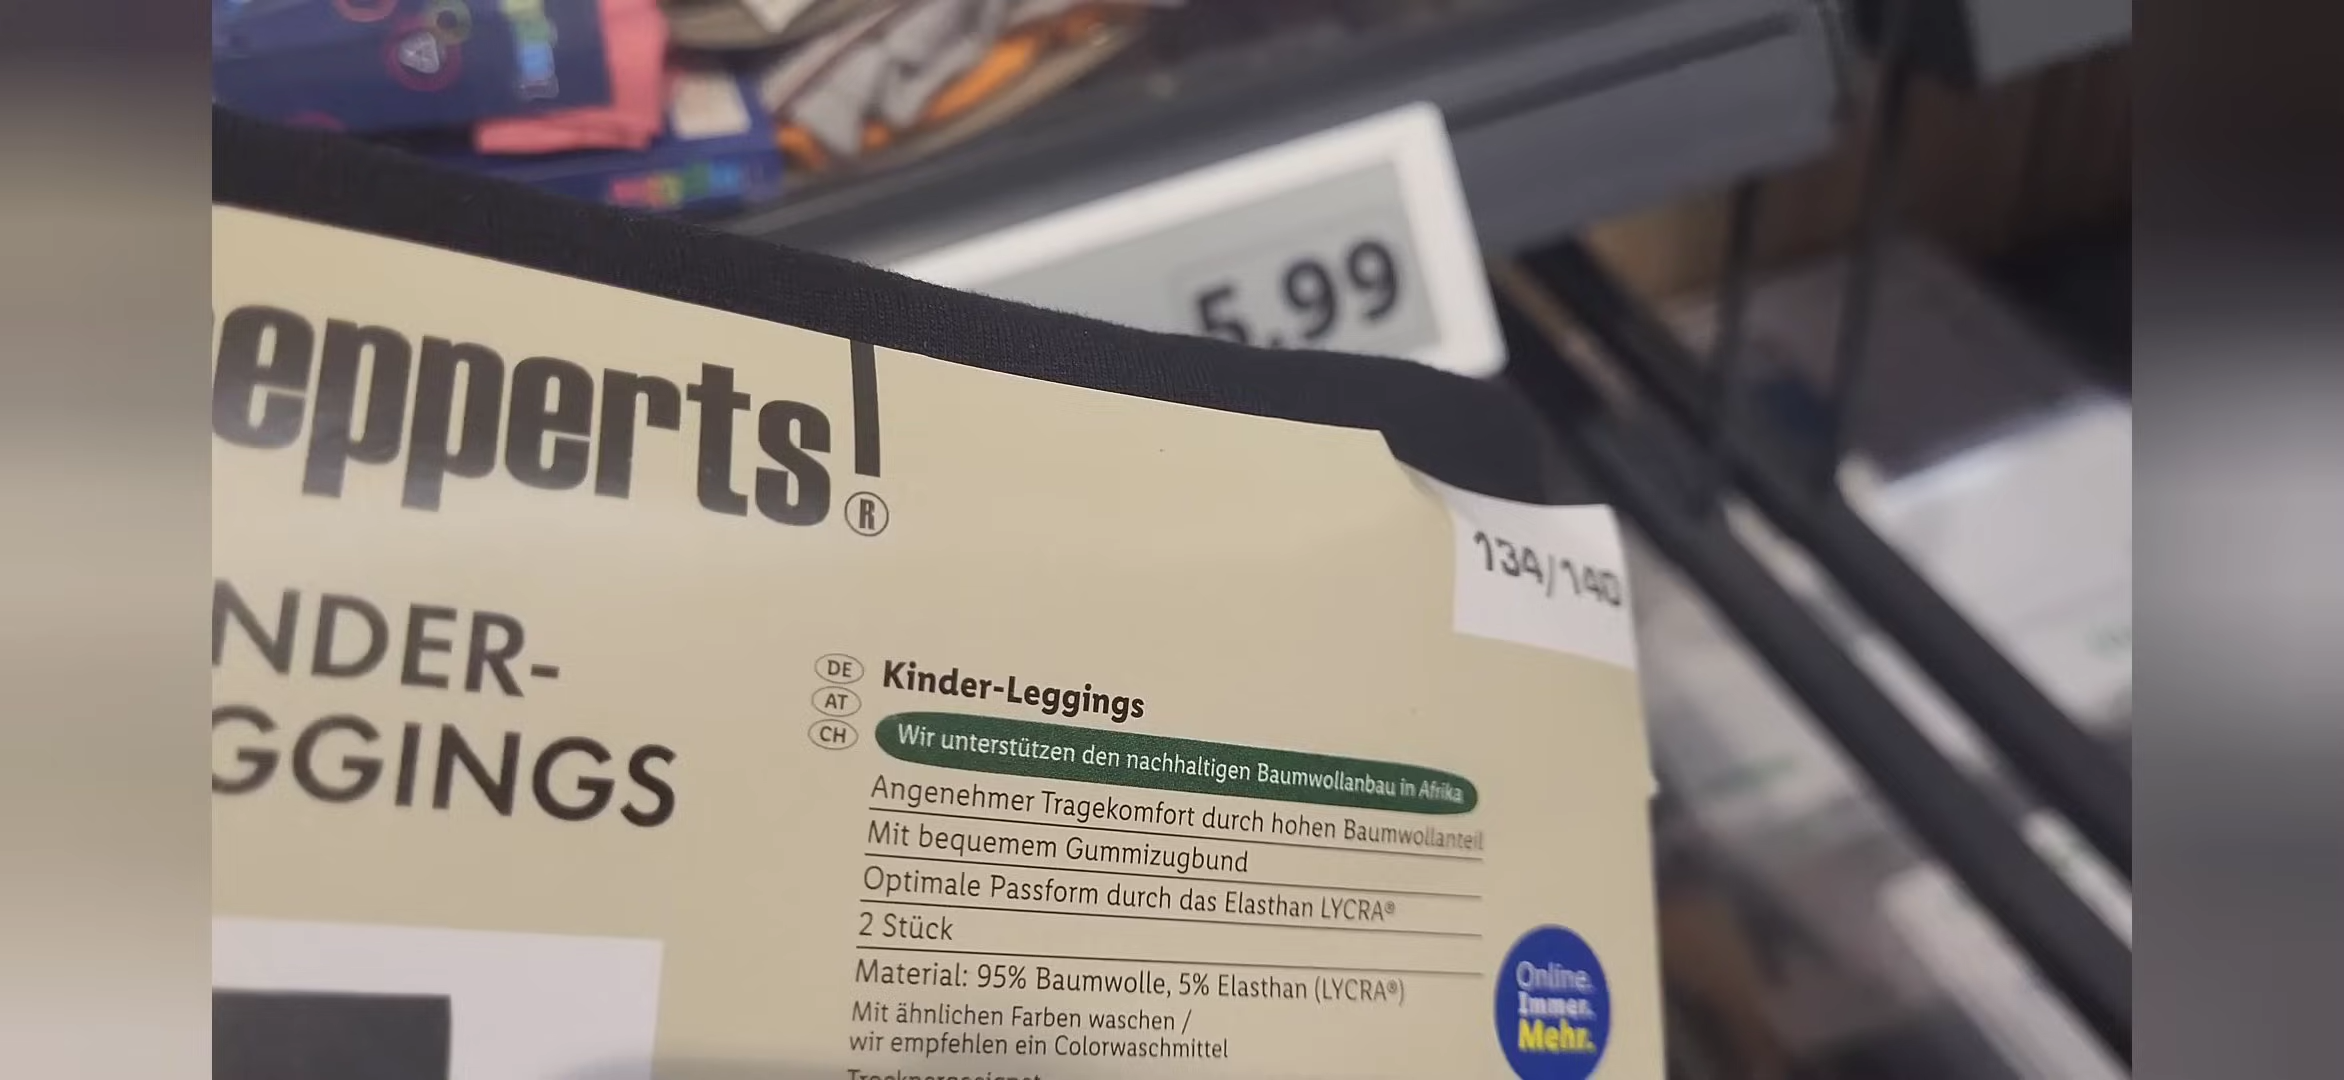 5.99
epperts!®
134/140
NDER-
GGINGS
DE
AT
CH
Kinder-Leggings
Wir unterstützen den nachhaltigen Baumwollanbau in Afrika
Angenehmer Tragekomfort durch hohen Baumwollanteil
Mit bequemem Gummizugbund
Optimale Passform durch das Elasthan LYCRA®
2 Stück
Material: 95% Baumwolle, 5% Elasthan (LYCRA®)
Mit ähnlichen Farben waschen /
wir empfehlen ein Colorwaschmittel
Online.
Immer.
Mehr.